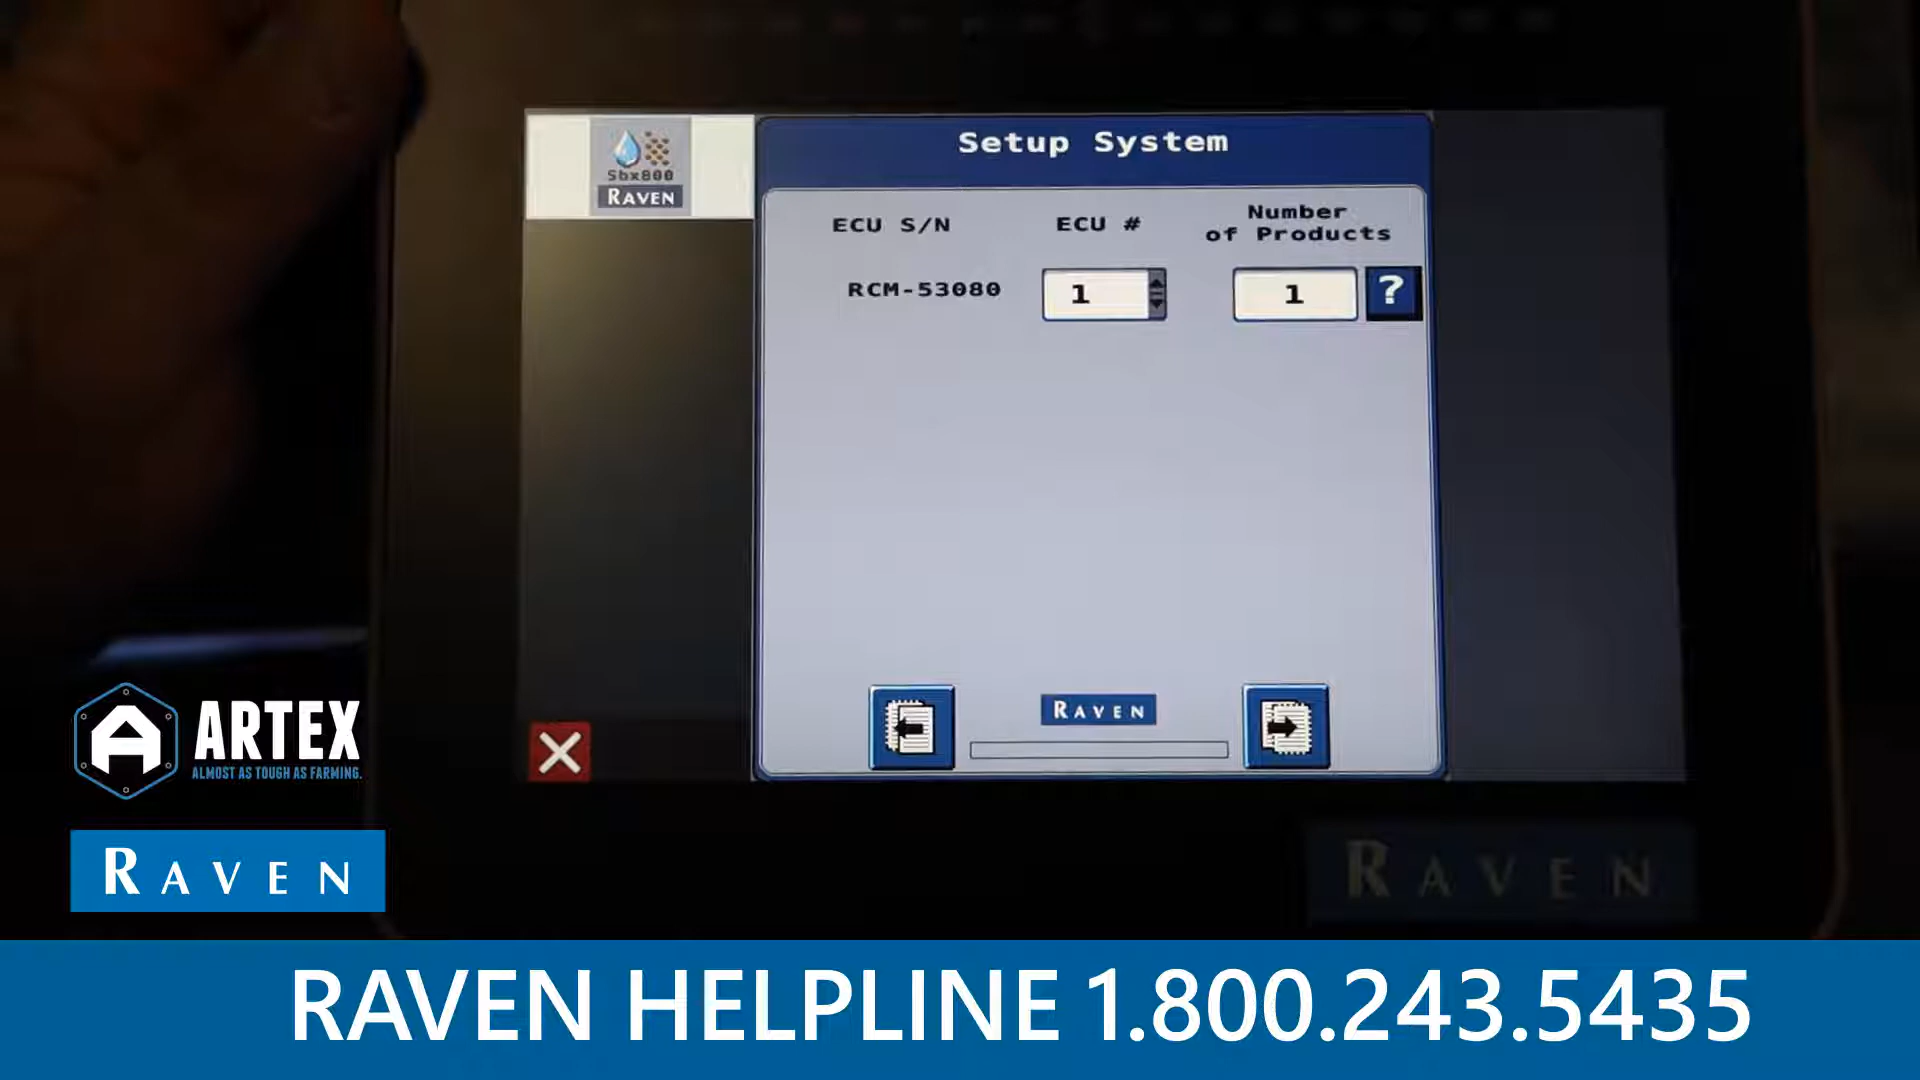 Setup System
Sbx800
RAVEN
ECU S/N
ECU #
Number
of Products
RCM-53080
1
1
?
RAVEN
ARTEX
ALMOST AS TOUGH AS FARMING.
RAVEN
RAVEN
RAVEN HELPLINE 1.800.243.5435